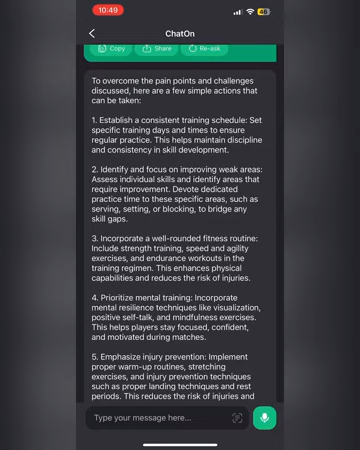 10:49
48
ChatOn
Copy
Share
Re-ask
To overcome the pain points and challenges
discussed, here are a few simple actions that
can be taken:
1. Establish a consistent training schedule: Set
specific training days and times to ensure
regular practice. This helps maintain discipline
and consistency in skill development.
2. Identify and focus on improving weak areas:
Assess individual skills and identify areas that
require improvement. Devote dedicated
practice time to these specific areas, such as
serving, setting, or blocking, to bridge any
skill gaps.
3. Incorporate a well-rounded fitness routine:
Include strength training, speed and agility
exercises, and endurance workouts in the
training regimen. This enhances physical
capabilities and reduces the risk of injuries.
4. Prioritize mental training: Incorporate
mental resilience techniques like visualization,
positive self-talk, and mindfulness exercises.
This helps players stay focused, confident,
and motivated during matches.
5. Emphasize injury prevention: Implement
proper warm-up routines, stretching
exercises, and injury prevention techniques
such as proper landing techniques and rest
periods. This reduces the risk of injuries and
Type your message here...